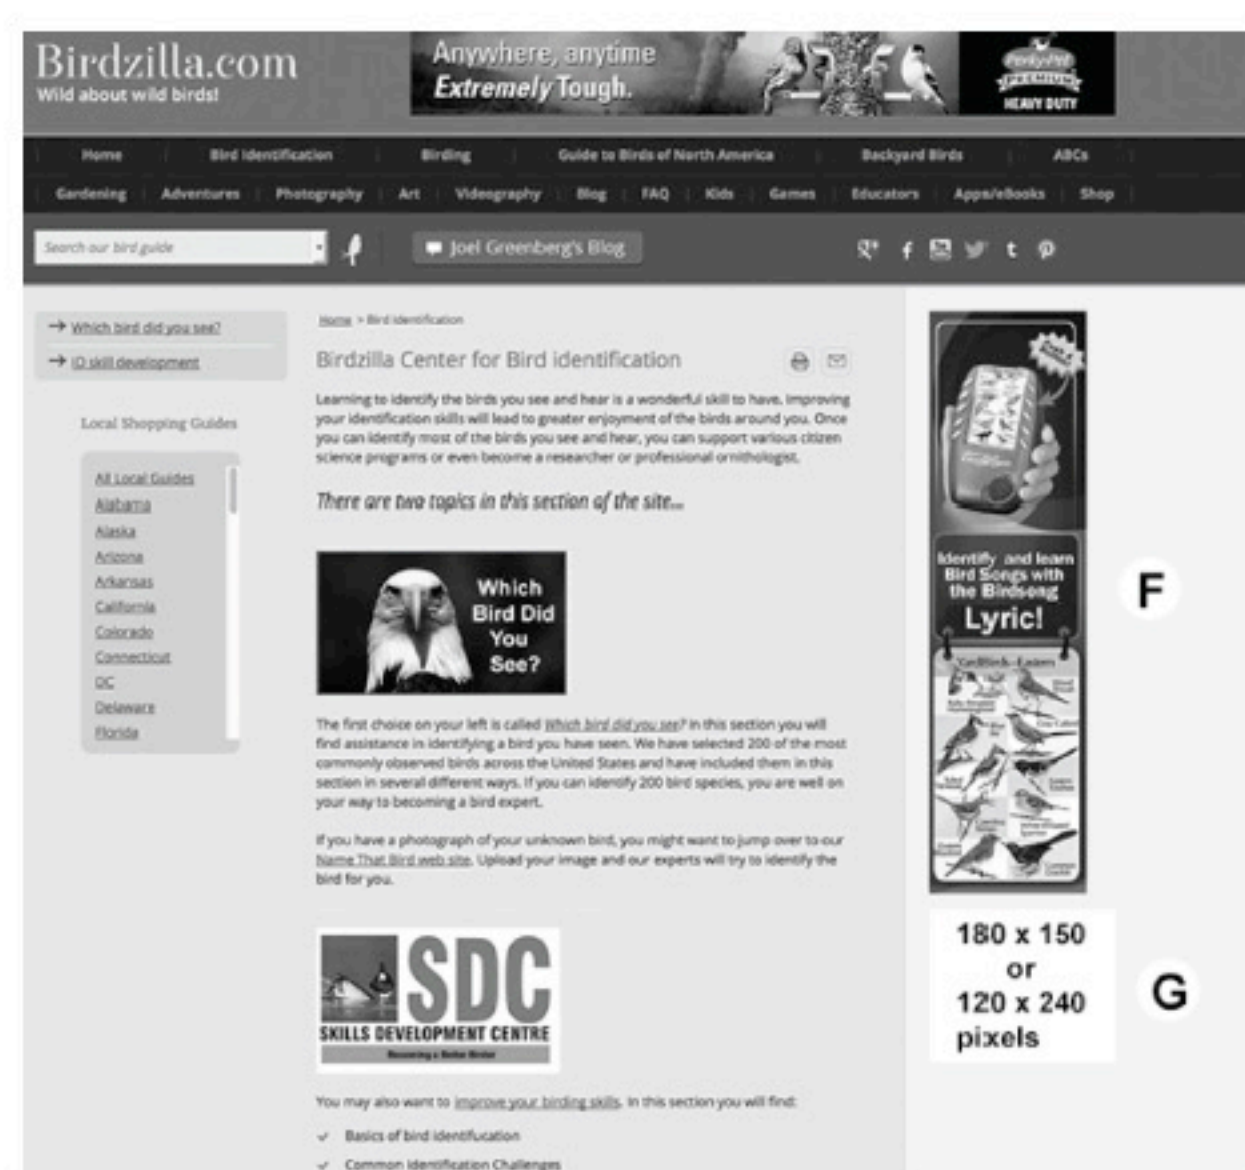 Birdzilla.com
Wild about wild birds!
Anywhere, anytime
Extremely Tough.
Perky-Pet
PREMIUM
HEAVY DUTY
Home Bird Identification Birding Guide to Birds of North America Backyard Birds ABCs
Gardening Adventures Photography Art Videography Blog FAQ Kids Games Educators Apps/eBooks Shop
Search our bird guide
Joel Greenberg's Blog
Which bird did you see?
ID skill development
Local Shopping Guides
All Local Guides
Alabama
Alaska
Arizona
Arkansas
California
Colorado
Connecticut
DC
Delaware
Florida
Home > Bird identification
Birdzilla Center for Bird identification
Learning to identify the birds you see and hear is a wonderful skill to have. Improving
your identification skills will lead to greater enjoyment of the birds around you. Once
you can identify most of the birds you see and hear, you can support various citizen
science programs or even become a researcher or professional ornithologist.
There are two topics in this section of the site...
Which
Bird Did
You
See?
The first choice on your left is called Which bird did you see? In this section you will
find assistance in identifying a bird you have seen. We have selected 200 of the most
commonly observed birds across the United States and have included them in this
section in several different ways. If you can identify 200 bird species, you are well on
your way to becoming a bird expert.
If you have a photograph of your unknown bird, you might want to jump over to our
Name That Bird web site. Upload your image and our experts will try to identify the
bird for you.
SDC
SKILLS DEVELOPMENT CENTRE
Becoming a Better Birder
You may also want to improve your birding skills. In this section you will find:
Basics of bird identifucation
Common Identification Challenges
Identify and learn
Bird Songs with
the Birdsong
Lyric!
YardBirds - Eastern
F
180 x 150
or
120 x 240
pixels
G